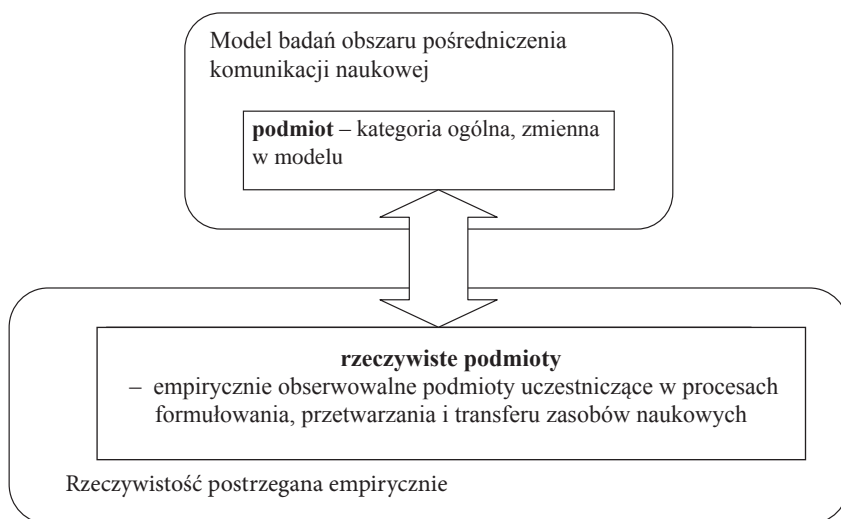 Model badań obszaru pośredniczenia
komunikacji naukowej
podmiot – kategoria ogólna, zmienna
w modelu
rzeczywiste podmioty
– empirycznie obserwowalne podmioty uczestniczące w procesach
formułowania, przetwarzania i transferu zasobów naukowych
Rzeczywistość postrzegana empirycznie